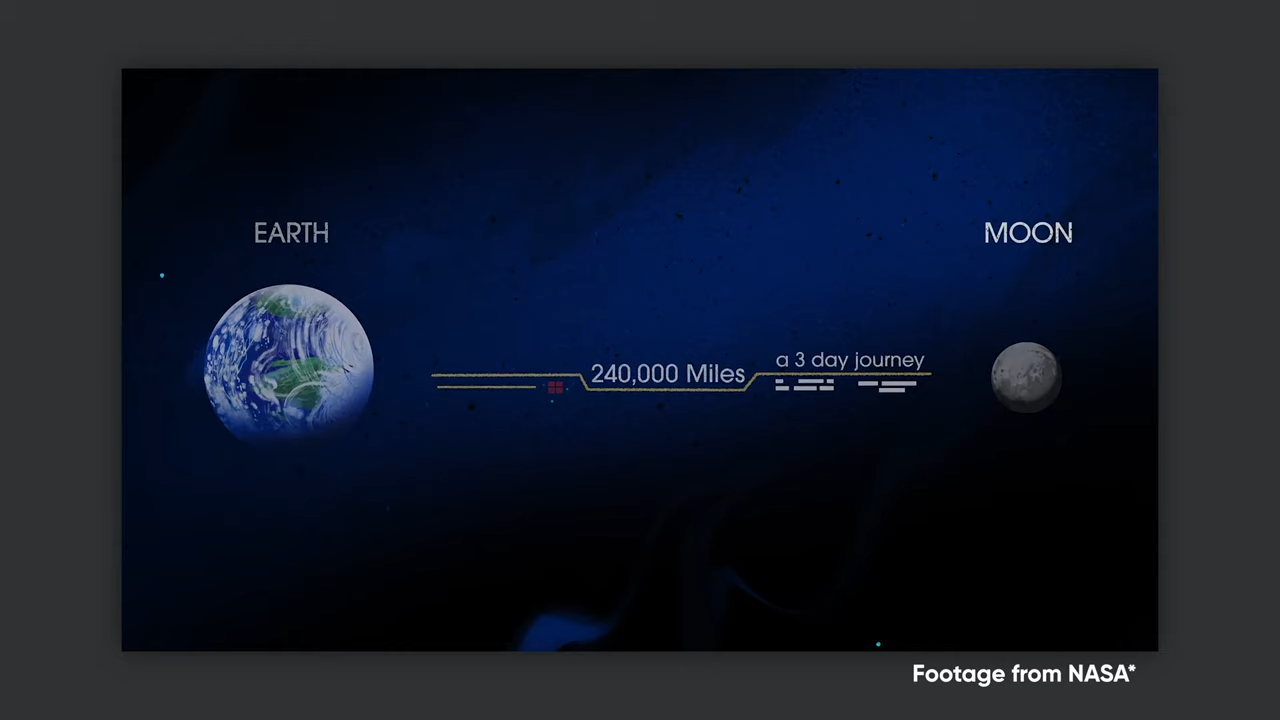 EARTH
MOON
240,000 Miles
a 3 day journey
Footage from NASA*